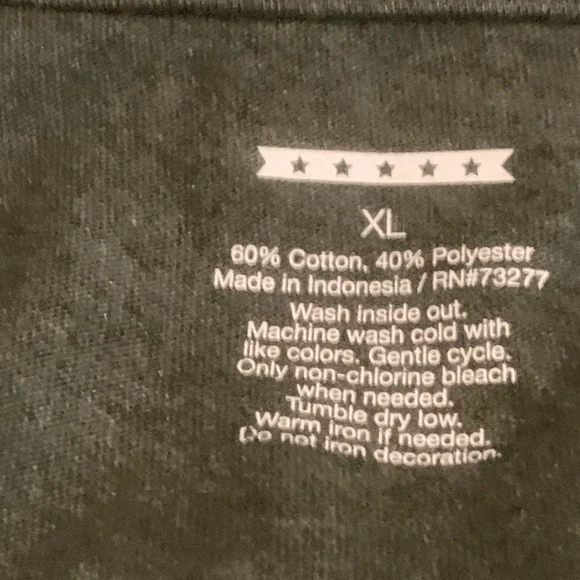 XL
60% Cotton, 40% Polyester
Made in Indonesia / RN#73277
Wash inside out.
Machine wash cold with
like colors. Gentle cycle.
Only non-chlorine bleach
when needed.
Tumble dry low.
Warm iron if needed.
Do not iron decoration.